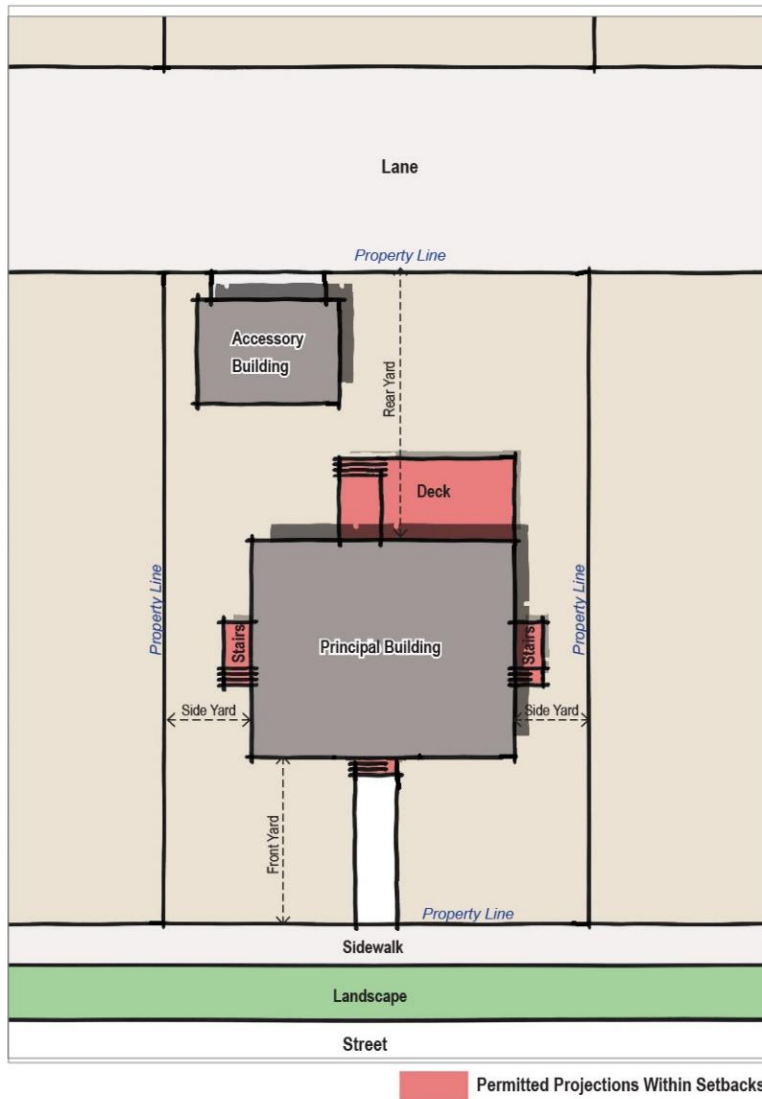 Lane
Property Line
Accessory
Building
Rear Yard
Deck
Property Line
Stairs
Principal Building
Stairs
Property Line
Side Yard
Side Yard
Front Yard
Property Line
Sidewalk
Landscape
Street
Permitted Projections Within Setbacks